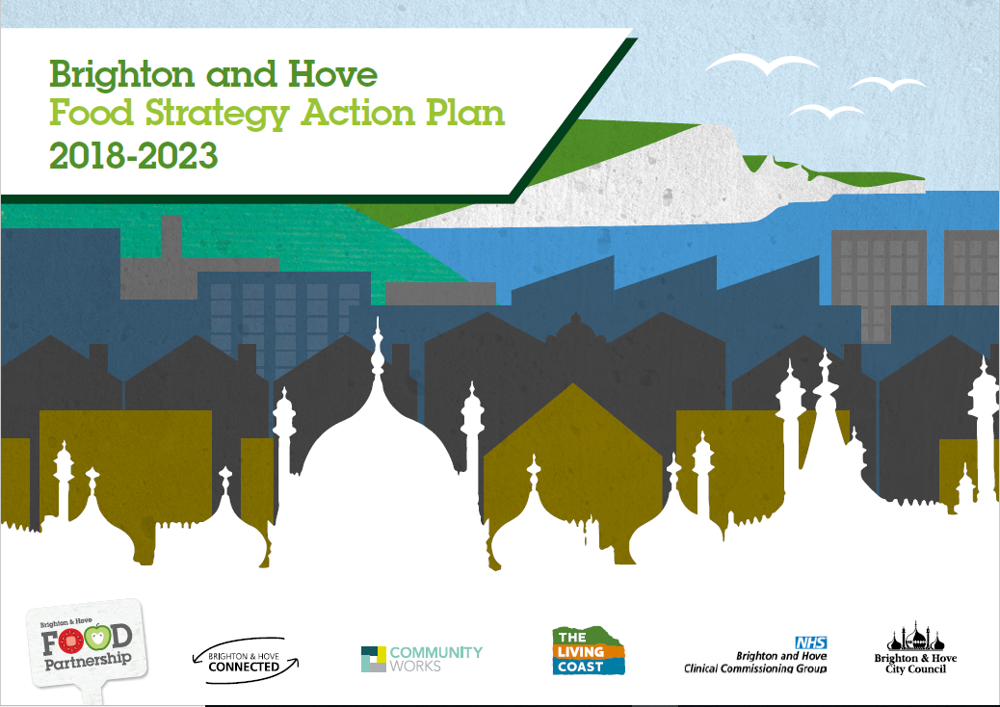 Brighton and Hove
Food Strategy Action Plan
2018-2023
Brighton & Hove
FOOD
Partnership
BRIGHTON & HOVE
CONNECTED
COMMUNITY
WORKS
THE
LIVING
COAST
NHS
Brighton and Hove
Clinical Commissioning Group
Brighton & Hove
City Council